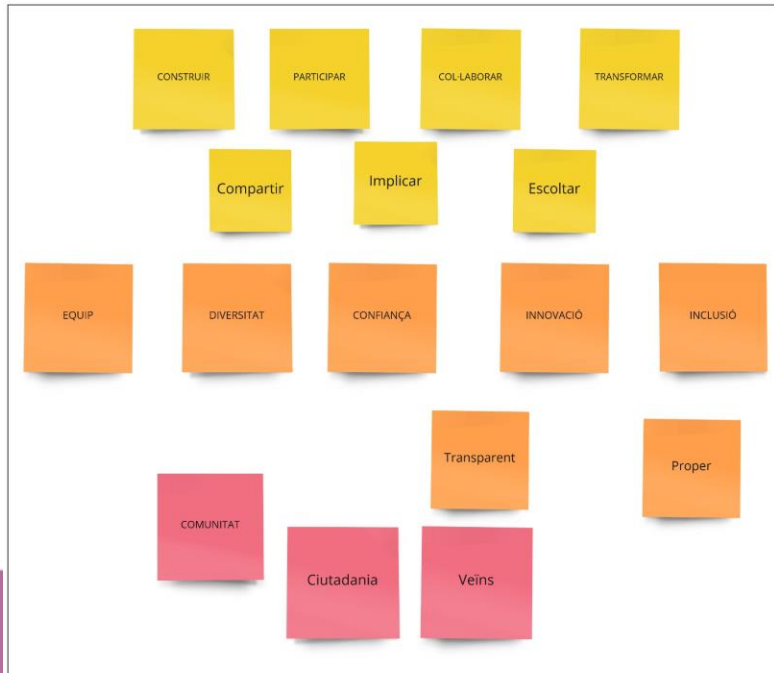 CONSTRUIR
PARTICIPAR
COL·LABORAR
TRANSFORMAR
Compartir
Implicar
Escoltar
EQUIP
DIVERSITAT
CONFIANÇA
INNOVACIÓ
INCLUSIÓ
Transparent
Proper
COMUNITAT
Ciutadania
Veïns